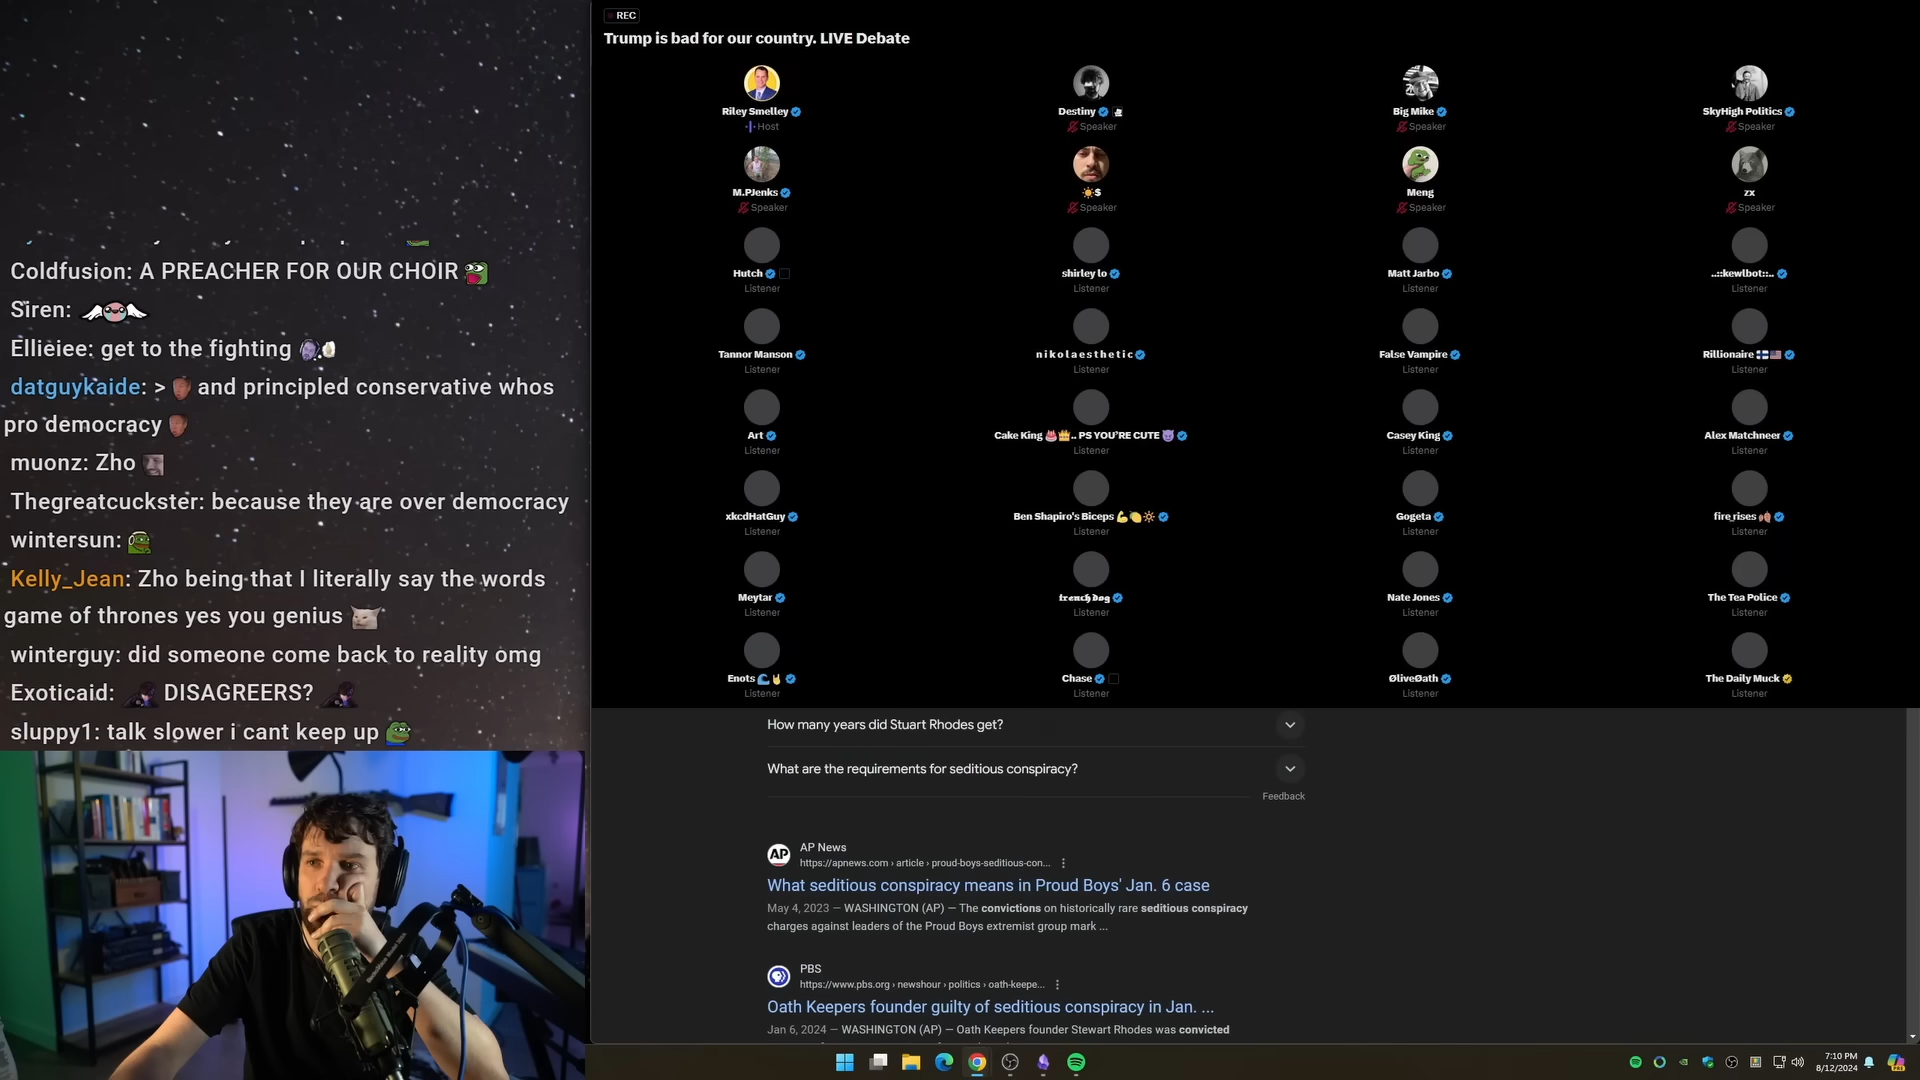 REC
Trump is bad for our country. LIVE Debate
Riley Smelley
Host
Destiny
Speaker
Big Mike
Speaker
SkyHigh Politics
Speaker
M.PJenks
Speaker
$
Speaker
Meng
Speaker
zx
Speaker
Hutch
Listener
shirley lo
Listener
Matt Jarbo
Listener
..::kewlbot::..
Listener
Tannor Manson
Listener
n i k o l a e s t h e t i c
Listener
False Vampire
Listener
Rillionaire
Listener
Art
Listener
Cake King 🎂👑.. PS YOU'RE CUTE 😈
Listener
Casey King
Listener
Alex Matchneer
Listener
xkcdHatGuy
Listener
Ben Shapiro's Biceps 💪🍋🔆
Listener
Gogeta
Listener
fire_rises
Listener
Meytar
Listener
𝖋𝖗𝖊𝖓𝖈𝖍 𝖉𝖔𝖌
Listener
Nate Jones
Listener
The Tea Police
Listener
Enots 🌊🤘
Listener
Chase
Listener
ØliveØath
Listener
The Daily Muck
Listener
Coldfusion: A PREACHER FOR OUR CHOIR
Siren:
Ellieiee: get to the fighting
datguykaide: > and principled conservative whos
pro democracy
muonz: Zho
Thegreatcuckster: because they are over democracy
wintersun:
Kelly_Jean: Zho being that I literally say the words
game of thrones yes you genius
winterguy: did someone come back to reality omg
Exoticaid: DISAGREERS?
sluppy1: talk slower i cant keep up
How many years did Stuart Rhodes get?
What are the requirements for seditious conspiracy?
Feedback
AP News
https://apnews.com › article › proud-boys-seditious-con...
What seditious conspiracy means in Proud Boys' Jan. 6 case
May 4, 2023 — WASHINGTON (AP) — The convictions on historically rare seditious conspiracy
charges against leaders of the Proud Boys extremist group mark ...
PBS
https://www.pbs.org › newshour › politics › oath-keepe...
Oath Keepers founder guilty of seditious conspiracy in Jan. ...
Jan 6, 2024 — WASHINGTON (AP) — Oath Keepers founder Stewart Rhodes was convicted
7:10 PM
8/12/2024